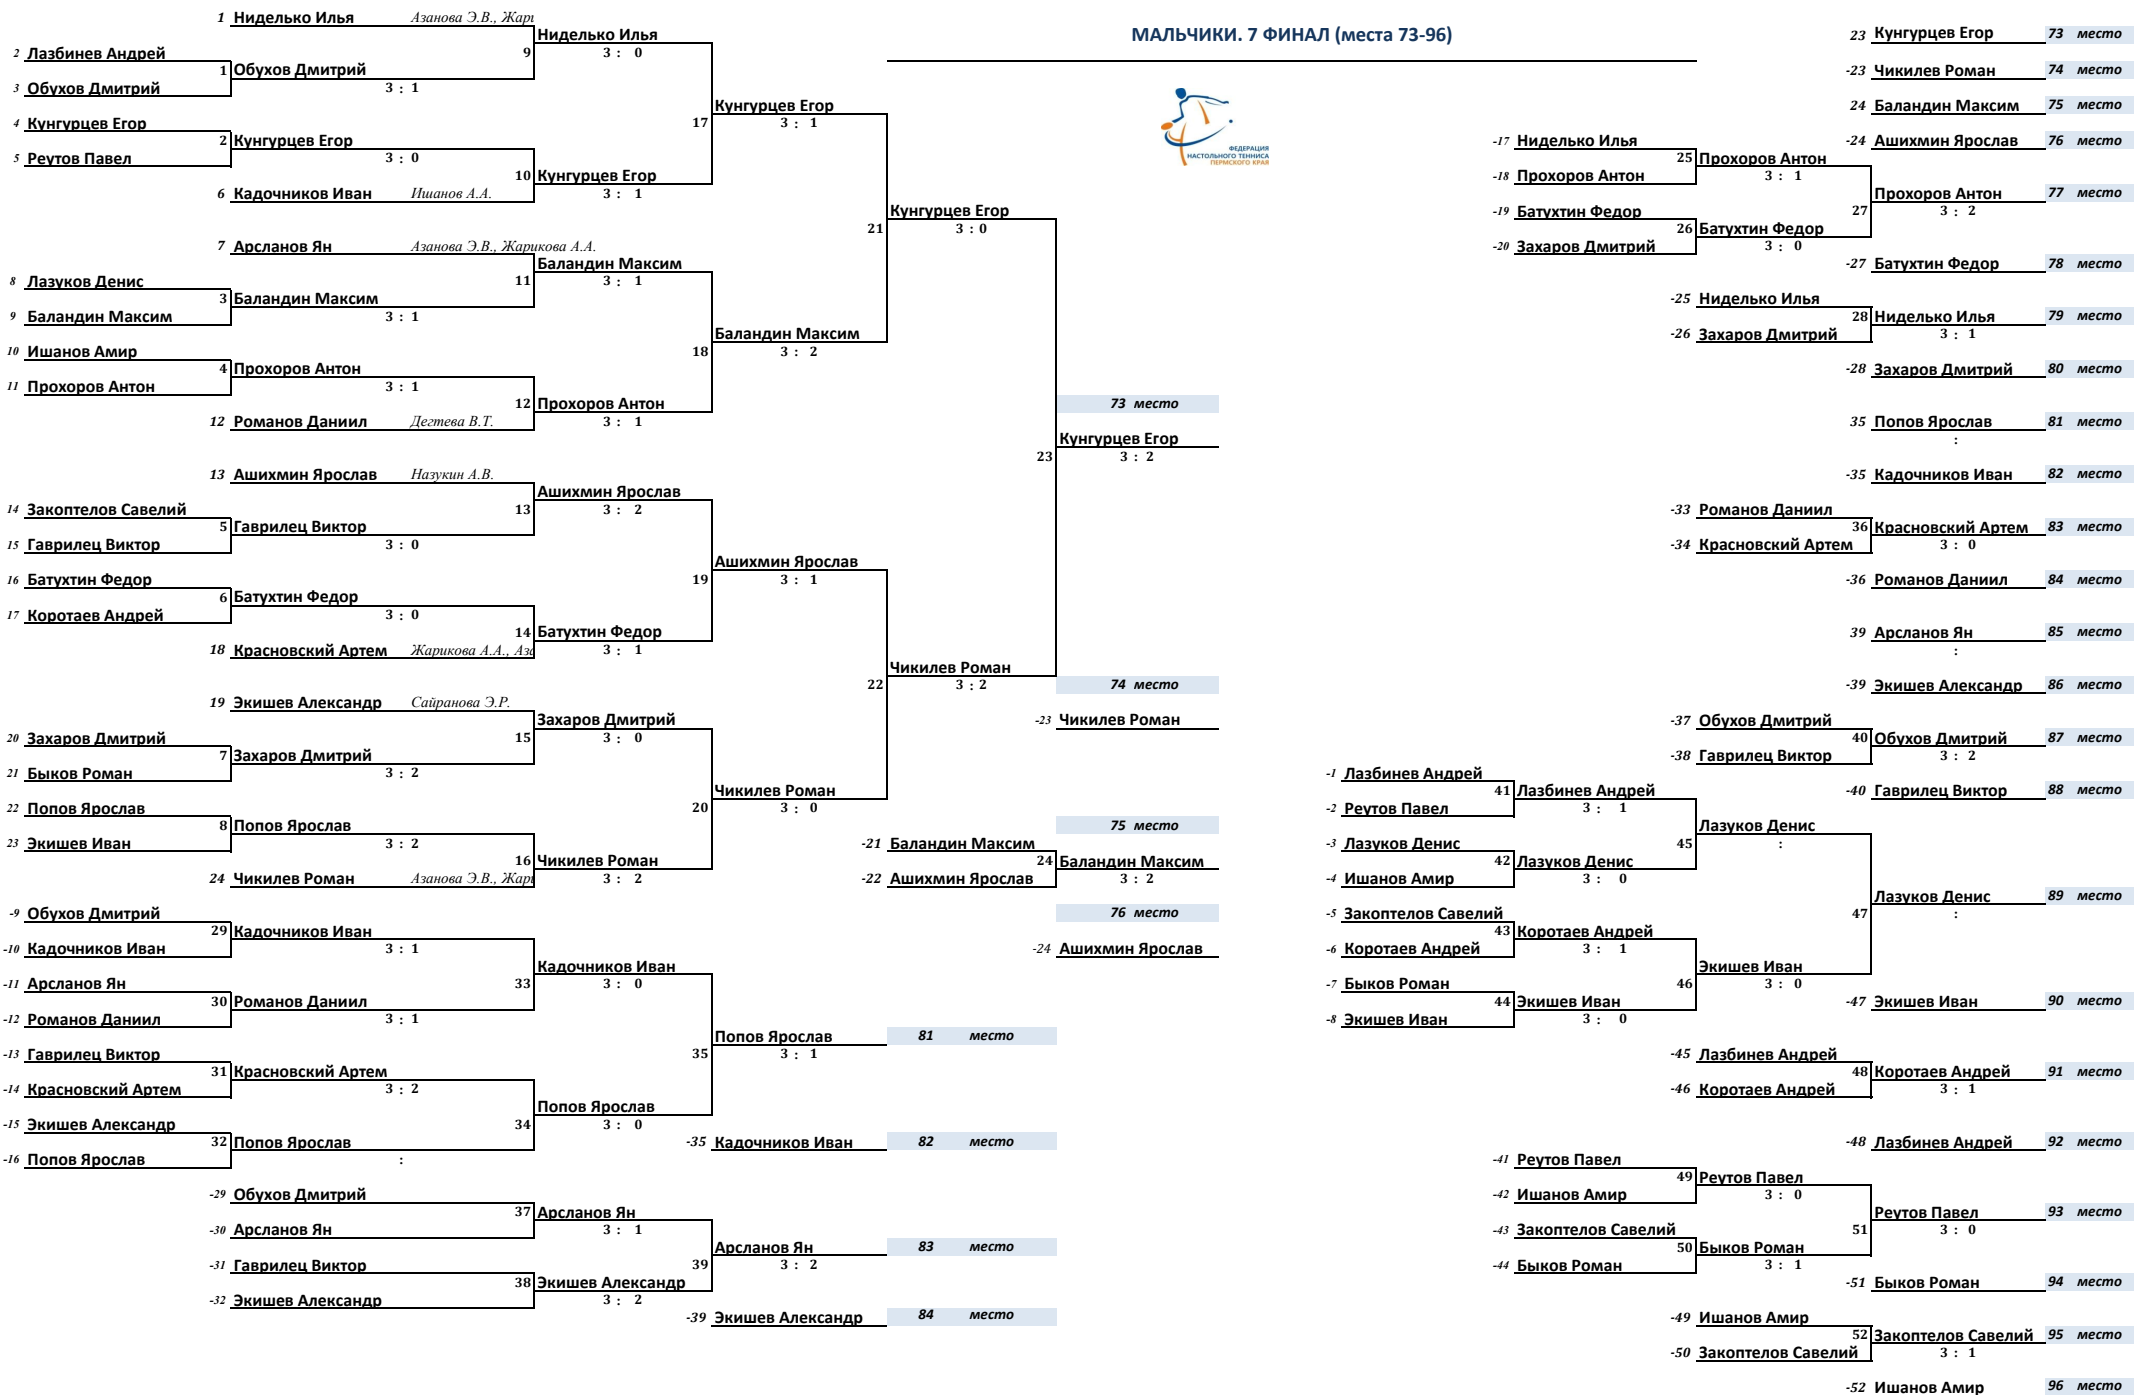 МАЛЬЧИКИ. 7 ФИНАЛ (места 73-96)
ФЕДЕРАЦИЯ
НАСТОЛЬНОГО ТЕННИСА
ПЕРМСКОГО КРАЯ
1 Ниделько Илья Азанова Э.В., Жари
Ниделько Илья
2 Лазбинев Андрей
9 3 : 0
1 Обухов Дмитрий
3 Обухов Дмитрий
3 : 1
Кунгурцев Егор
4 Кунгурцев Егор
17 3 : 1
2 Кунгурцев Егор
5 Реутов Павел
3 : 0
10 Кунгурцев Егор
6 Кадочников Иван Ишанов А.А.
3 : 1
Кунгурцев Егор
21 3 : 0
7 Арсланов Ян Азанова Э.В., Жарикова А.А.
Баландин Максим
8 Лазуков Денис
11 3 : 1
3 Баландин Максим
9 Баландин Максим
3 : 1
Баландин Максим
10 Ишанов Амир
18 3 : 2
4 Прохоров Антон
11 Прохоров Антон
3 : 1
12 Прохоров Антон
12 Романов Даниил Дегтева В.Т.
3 : 1
73 место
Кунгурцев Егор
23 3 : 2
13 Ашихмин Ярослав Назукин А.В.
Ашихмин Ярослав
14 Закоптелов Савелий
13 3 : 2
5 Гаврилец Виктор
15 Гаврилец Виктор
3 : 0
Ашихмин Ярослав
16 Батухтин Федор
19 3 : 1
6 Батухтин Федор
17 Коротаев Андрей
3 : 0
14 Батухтин Федор
18 Красновский Артем Жарикова А.А., Аза
3 : 1
Чикилев Роман
22 3 : 2
74 место
-23 Чикилев Роман
19 Экишев Александр Сайранова Э.Р.
Захаров Дмитрий
20 Захаров Дмитрий
15 3 : 0
7 Захаров Дмитрий
21 Быков Роман
3 : 2
Чикилев Роман
22 Попов Ярослав
20 3 : 0
8 Попов Ярослав
23 Экишев Иван
3 : 2
16 Чикилев Роман
24 Чикилев Роман Азанова Э.В., Жари
3 : 2
75 место
-21 Баландин Максим
24 Баландин Максим
-22 Ашихмин Ярослав
3 : 2
76 место
-24 Ашихмин Ярослав
-9 Обухов Дмитрий
29 Кадочников Иван
-10 Кадочников Иван
3 : 1
Кадочников Иван
-11 Арсланов Ян
33 3 : 0
30 Романов Даниил
-12 Романов Даниил
3 : 1
Попов Ярослав 81 место
-13 Гаврилец Виктор
35 3 : 1
31 Красновский Артем
-14 Красновский Артем
3 : 2
Попов Ярослав
-15 Экишев Александр
34 3 : 0
32 Попов Ярослав
-16 Попов Ярослав
:
-35 Кадочников Иван 82 место
-29 Обухов Дмитрий
37 Арсланов Ян
-30 Арсланов Ян
3 : 1
Арсланов Ян 83 место
-31 Гаврилец Виктор
39 3 : 2
38 Экишев Александр
-32 Экишев Александр
3 : 2
-39 Экишев Александр 84 место
23 Кунгурцев Егор 73 место
-23 Чикилев Роман 74 место
24 Баландин Максим 75 место
-24 Ашихмин Ярослав 76 место
-17 Ниделько Илья
25 Прохоров Антон
-18 Прохоров Антон
3 : 1
Прохоров Антон 77 место
-19 Батухтин Федор
27 3 : 2
26 Батухтин Федор
-20 Захаров Дмитрий
3 : 0
-27 Батухтин Федор 78 место
-25 Ниделько Илья
28 Ниделько Илья 79 место
-26 Захаров Дмитрий
3 : 1
-28 Захаров Дмитрий 80 место
35 Попов Ярослав 81 место
:
-35 Кадочников Иван 82 место
-33 Романов Даниил
36 Красновский Артем 83 место
-34 Красновский Артем
3 : 0
-36 Романов Даниил 84 место
39 Арсланов Ян 85 место
:
-39 Экишев Александр 86 место
-37 Обухов Дмитрий
40 Обухов Дмитрий 87 место
-38 Гаврилец Виктор
3 : 2
-40 Гаврилец Виктор 88 место
-1 Лазбинев Андрей
41 Лазбинев Андрей
-2 Реутов Павел
3 : 1
Лазуков Денис
-3 Лазуков Денис
45 :
42 Лазуков Денис
-4 Ишанов Амир
3 : 0
Лазуков Денис 89 место
-5 Закоптелов Савелий
47 :
43 Коротаев Андрей
-6 Коротаев Андрей
3 : 1
Экишев Иван
-7 Быков Роман
46 3 : 0
44 Экишев Иван
-8 Экишев Иван
3 : 0
-47 Экишев Иван 90 место
-45 Лазбинев Андрей
48 Коротаев Андрей 91 место
-46 Коротаев Андрей
3 : 1
-48 Лазбинев Андрей 92 место
-41 Реутов Павел
49 Реутов Павел
-42 Ишанов Амир
3 : 0
Реутов Павел 93 место
-43 Закоптелов Савелий
51 3 : 0
50 Быков Роман
-44 Быков Роман
3 : 1
-51 Быков Роман 94 место
-49 Ишанов Амир
52 Закоптелов Савелий 95 место
-50 Закоптелов Савелий
3 : 1
-52 Ишанов Амир 96 место